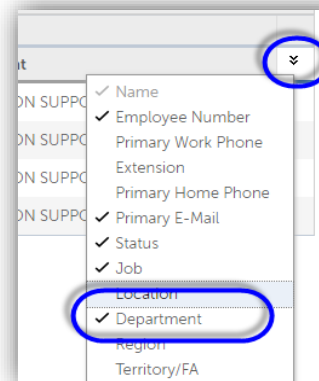 nt
ON SUPPO
ON SUPPO
ON SUPPO
ON SUPPO
Name
Employee Number
Primary Work Phone
Extension
Primary Home Phone
Primary E-Mail
Status
Job
Location
Department
Region
Territory/FA